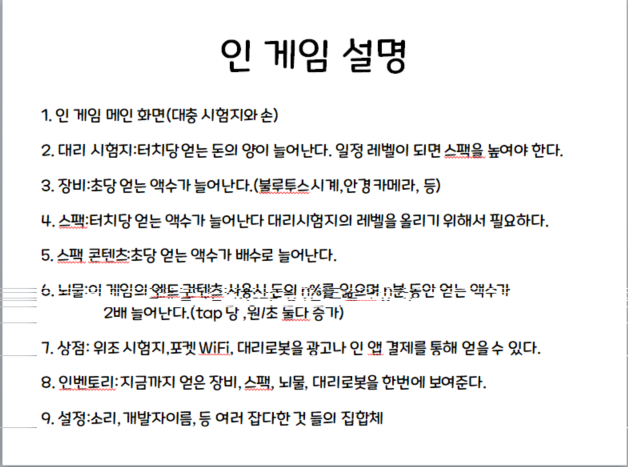 인 게임 설명
1. 인 게임 메인 화면(대충 시험지와 손)
2. 대리 시험지:터치당 얻는 돈의 양이 늘어난다. 일정 레벨이 되면 스팩을 높여야 한다.
3. 장비:초당 얻는 액수가 늘어난다.(블루투스시계,안경카메라, 등)
4. 스팩:터치당 얻는 액수가 늘어난다 대리시험지의 레벨을 올리기 위해서 필요하다.
5. 스팩 콘텐츠:초당 얻는 액수가 배수로 늘어난다.
6. 뇌물:이 게임의 엔드 콘텐츠 사용시 돈의 n%를 잃으며 n분 동안 얻는 액수가
2배 늘어난다.(tap 당 ,원/초 둘다 증가)
7. 상점: 위조 시험지,포켓 WiFi, 대리로봇을 광고나 인 앱 결제를 통해 얻을 수 있다.
8. 인벤토리: 지금까지 얻은 장비, 스팩, 뇌물, 대리로봇을 한번에 보여준다.
9. 설정:소리, 개발자이름, 등 여러 잡다한 것 들의 집합체